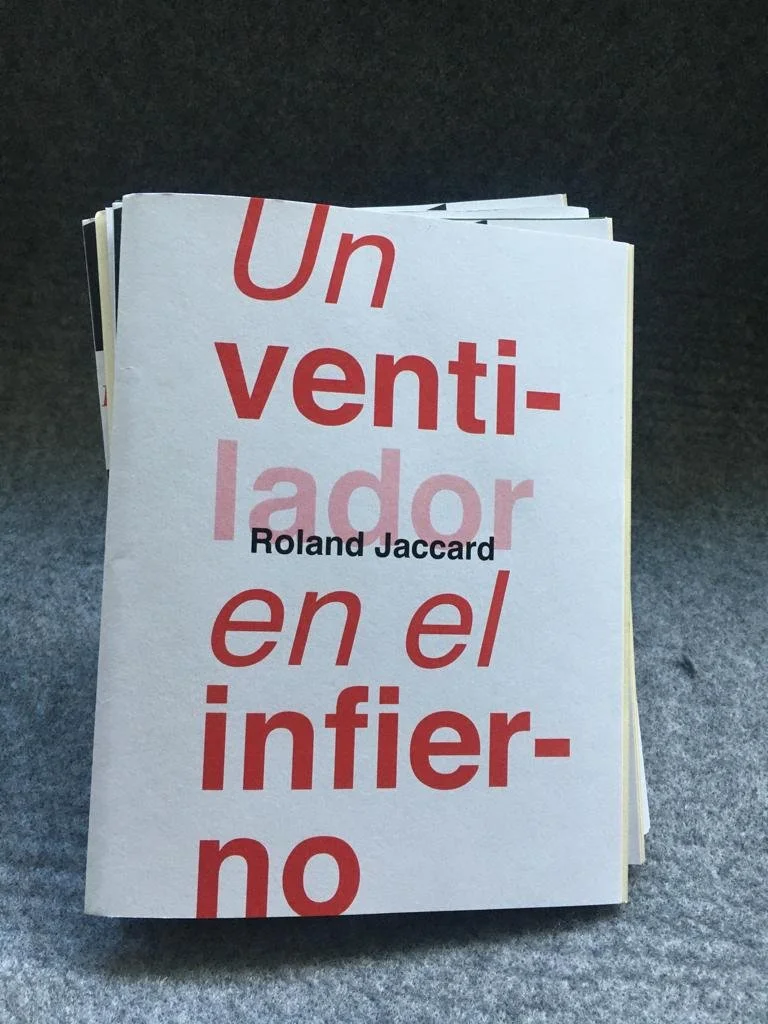 Un
venti-
lador
Roland Jaccard
en el
infier-
no